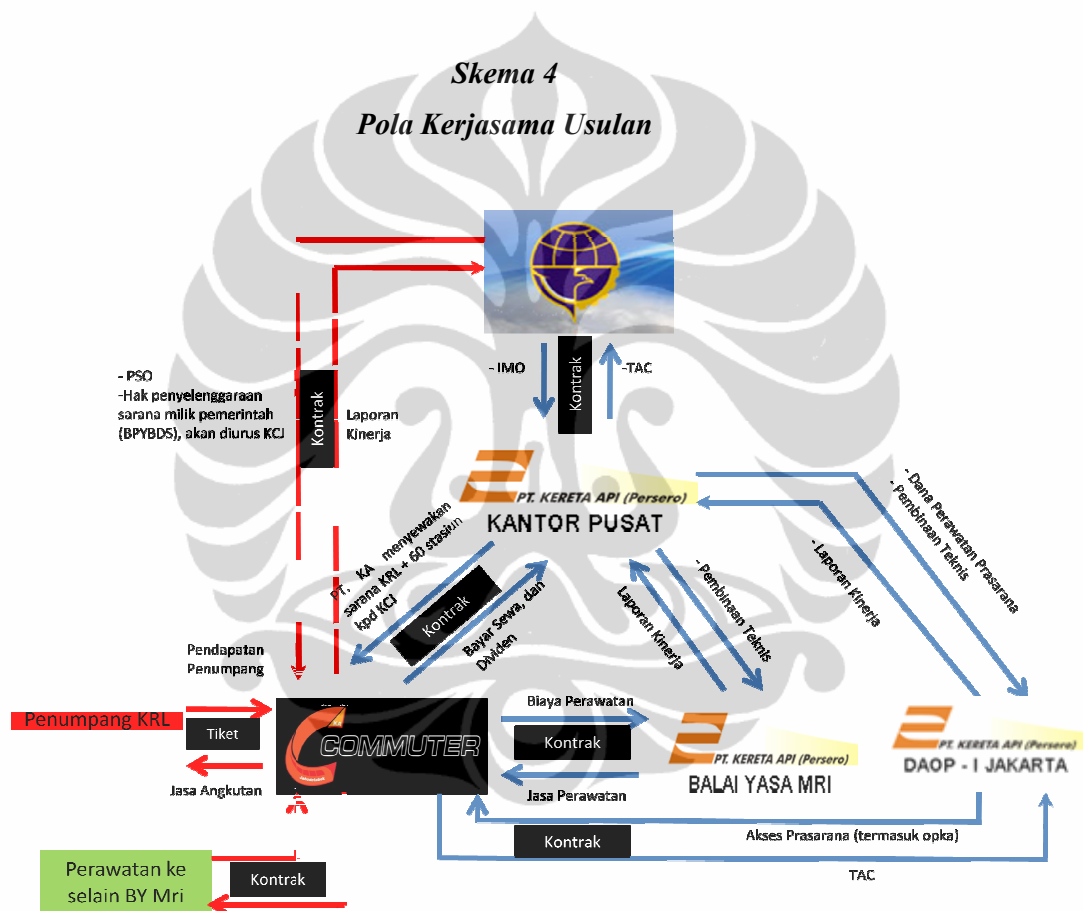 Skema 4
Pola Kerjasama Usulan
- PSO
-Hak penyelenggaraan
sarana milik pemerintah
(BPYBDS), akan diurus KCJ
Kontrak
Laporan
Kinerja
- IMO
Kontrak
-TAC
PT. KERETA API (Persero)
KANTOR PUSAT
- Dana Perawatan Prasarana
- Pembinaan Teknis
- Laporan Kinerja
PT. KA menyewakan
sarana KRL + 60 stasiun
kpd KCJ
Kontrak
Bayar Sewa, dan
Dividen
Laporan Kinerja
- Pembinaan Teknis
Pendapatan
Penumpang
Penumpang KRL
Tiket
Jasa Angkutan
COMMUTER
Biaya Perawatan
Kontrak
Jasa Perawatan
PT. KERETA API (Persero)
BALAI YASA MRI
PT. KERETA API (Persero)
DAOP - I JAKARTA
Kontrak
Akses Prasarana (termasuk opka)
TAC
Perawatan ke
selain BY Mri
Kontrak